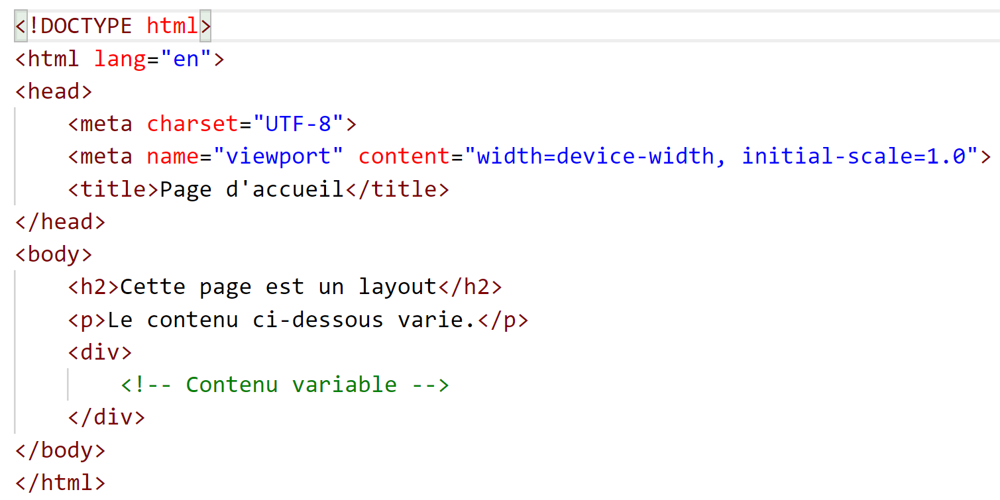 <!DOCTYPE html>
<html lang="en">
<head>
    <meta charset="UTF-8">
    <meta name="viewport" content="width=device-width, initial-scale=1.0">
    <title>Page d'accueil</title>
</head>
<body>
    <h2>Cette page est un layout</h2>
    <p>Le contenu ci-dessous varie.</p>
    <div>
        <!-- Contenu variable -->
    </div>
</body>
</html>